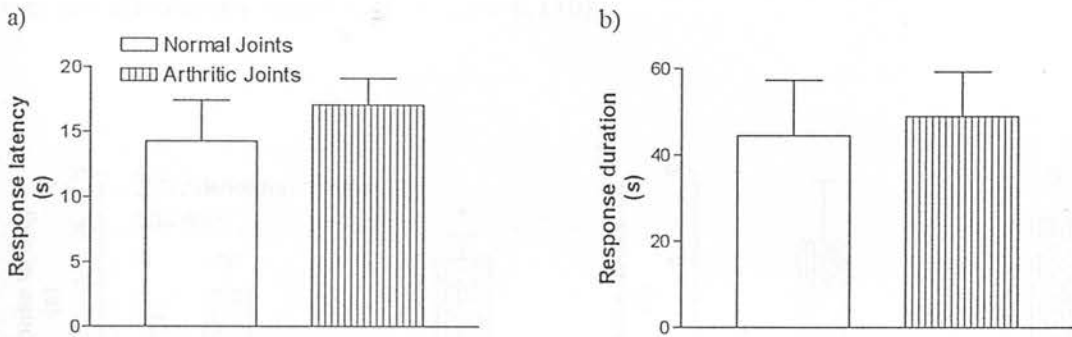 a)
Normal Joints
Arthritic Joints
Response latency
(s)
20
15
10
5
0
b)
Response duration
(s)
60
40
20
0